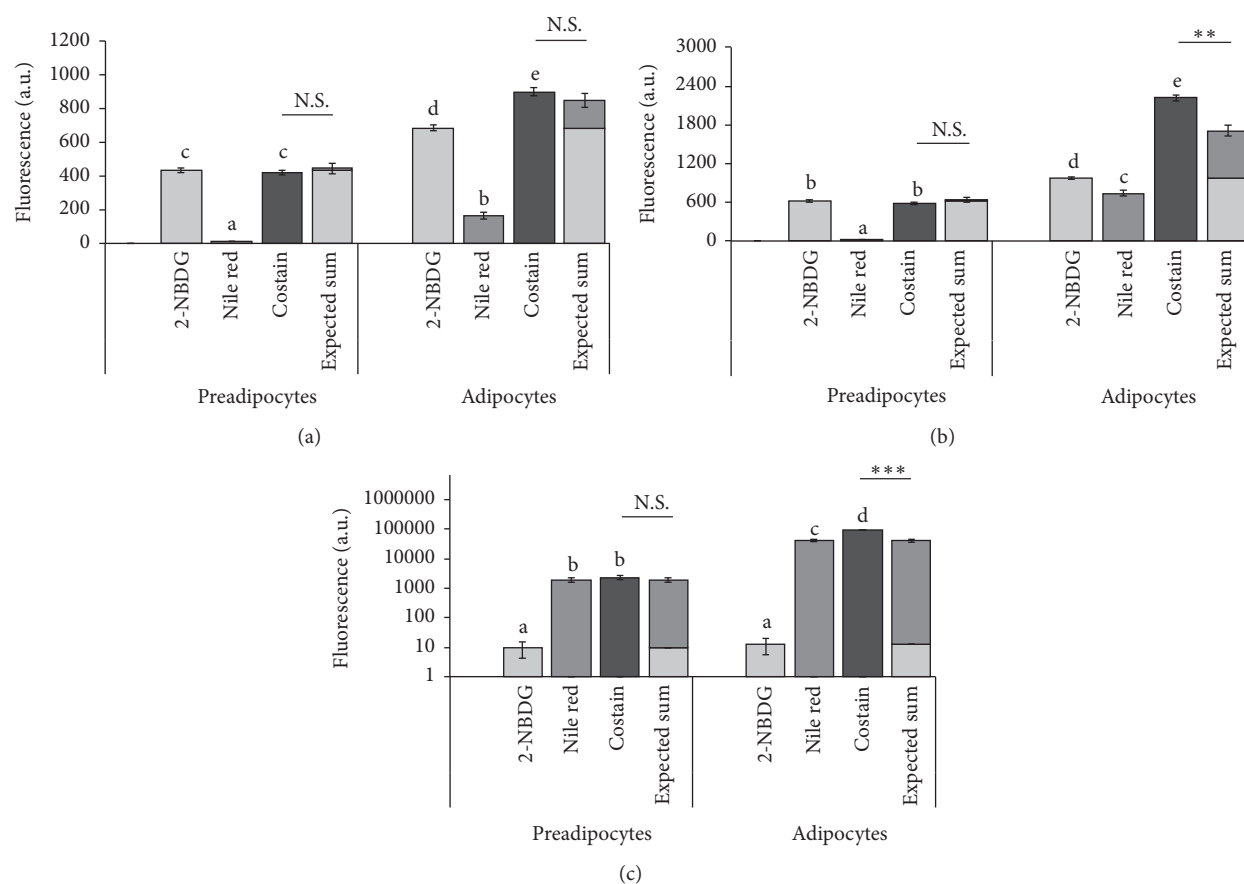 N.S.
1200
1000
800
600
400
200
0
Fluorescence (a.u.)
N.S.
c
a
c
d
b
e
2-NBDG
Nile red
Costain
Expected sum
2-NBDG
Nile red
Costain
Expected sum
Preadipocytes
Adipocytes
(a)
**
3000
2400
1800
1200
600
0
Fluorescence (a.u.)
N.S.
b
a
b
d
c
e
2-NBDG
Nile red
Costain
Expected sum
2-NBDG
Nile red
Costain
Expected sum
Preadipocytes
Adipocytes
(b)
***
1000000
100000
10000
1000
100
10
1
Fluorescence (a.u.)
N.S.
a
b
b
a
c
d
2-NBDG
Nile red
Costain
Expected sum
2-NBDG
Nile red
Costain
Expected sum
Preadipocytes
Adipocytes
(c)